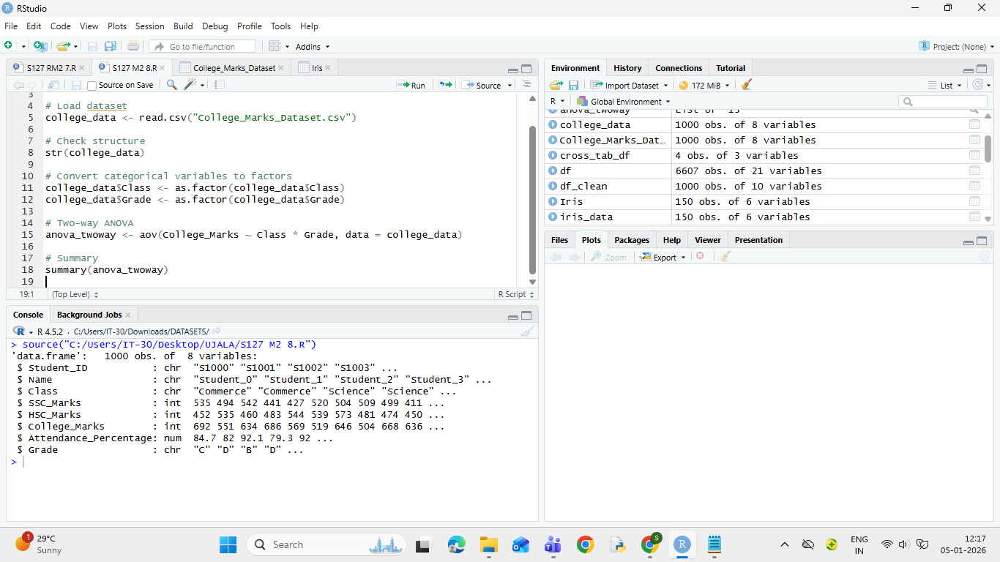 RStudio
File Edit Code View Plots Session Build Debug Profile Tools Help
Go to file/function Addins Project: (None)
S127 RM2 7.R S127 M2 8.R College_Marks_Dataset Iris
Source on Save Run Source
3
4 # Load dataset
5 college_data <- read.csv("College_Marks_Dataset.csv")
6
7 # Check structure
8 str(college_data)
9
10 # Convert categorical variables to factors
11 college_data$Class <- as.factor(college_data$Class)
12 college_data$Grade <- as.factor(college_data$Grade)
13
14 # Two-way ANOVA
15 anova_twoway <- aov(College_Marks ~ Class * Grade, data = college_data)
16
17 # Summary
18 summary(anova_twoway)
19
19:1 (Top Level) R Script
Console Background Jobs
R 4.5.2 · C:/Users/IT-30/Downloads/DATASETS/
> source("C:/Users/IT-30/Desktop/UJALA/S127 M2 8.R")
'data.frame': 1000 obs. of 8 variables:
$ Student_ID : chr "S1000" "S1001" "S1002" "S1003" ...
$ Name : chr "Student_0" "Student_1" "Student_2" "Student_3" ...
$ Class : chr "Commerce" "Commerce" "Science" "Science" ...
$ SSC_Marks : int 535 494 542 441 427 520 504 509 499 411 ...
$ HSC_Marks : int 452 535 460 483 544 539 573 481 474 450 ...
$ College_Marks : int 692 551 634 686 569 519 646 504 668 636 ...
$ Attendance_Percentage: num 84.7 82 92.1 79.3 92 ...
$ Grade : chr "C" "D" "B" "D" ...
>
Environment History Connections Tutorial
Import Dataset 172 MiB List
R Global Environment
anova_twoway List of 13
college_data 1000 obs. of 8 variables
College_Marks_Dat... 1000 obs. of 8 variables
cross_tab_df 4 obs. of 3 variables
df 6607 obs. of 21 variables
df_clean 1000 obs. of 10 variables
Iris 150 obs. of 6 variables
iris_data 150 obs. of 6 variables
Files Plots Packages Help Viewer Presentation
Zoom Export
1
29°C
Sunny
Search
S
ENG
IN
12:17
05-01-2026